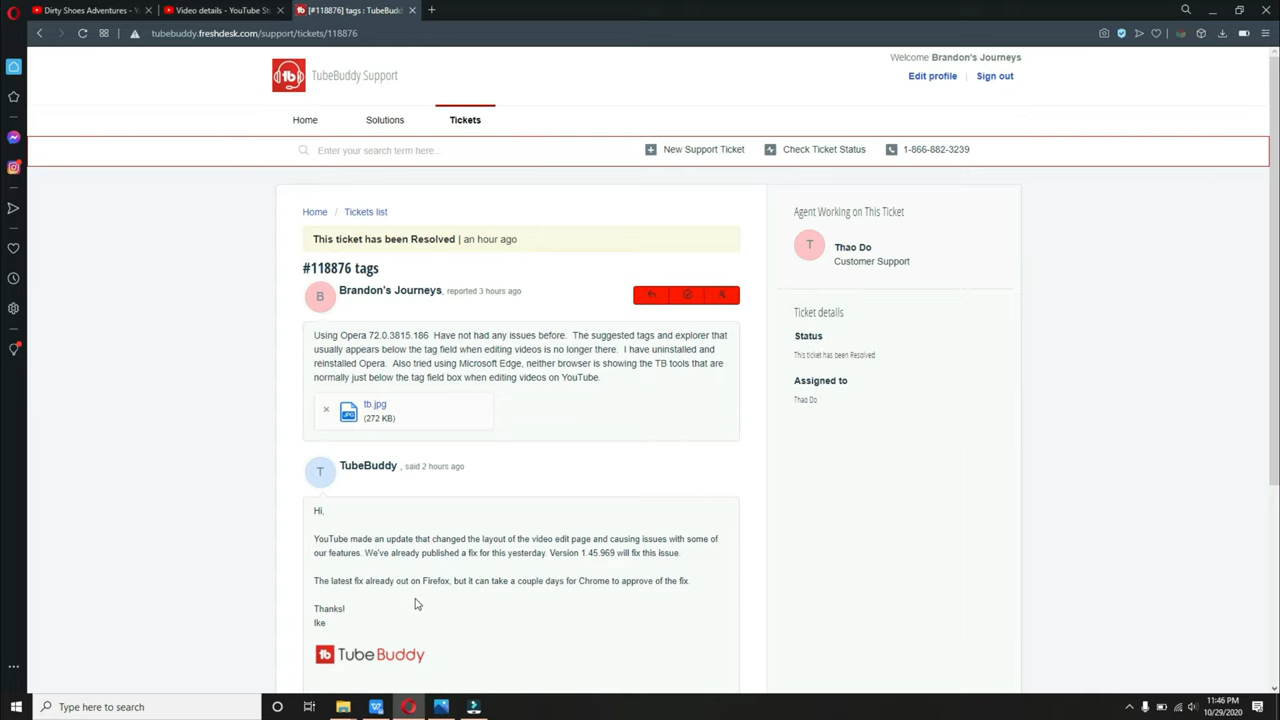 Dirty Shoes Adventures - Y
Video details - YouTube St
[#118876] tags : TubeBudd
tubebuddy.freshdesk.com/support/tickets/118876
TubeBuddy Support
Welcome Brandon's Journeys
Edit profile
Sign out
Home
Solutions
Tickets
Enter your search term here...
New Support Ticket
Check Ticket Status
1-866-882-3239
Home / Tickets list
This ticket has been Resolved | an hour ago
#118876 tags
B
Brandon's Journeys, reported 3 hours ago
Using Opera 72.0.3815.186 Have not had any issues before. The suggested tags and explorer that
usually appears below the tag field when editing videos is no longer there. I have uninstalled and
reinstalled Opera. Also tried using Microsoft Edge, neither browser is showing the TB tools that are
normally just below the tag field box when editing videos on YouTube.
JPG
tb.jpg
(272 KB)
T
TubeBuddy , said 2 hours ago
Hi,
YouTube made an update that changed the layout of the video edit page and causing issues with some of
our features. We've already published a fix for this yesterday. Version 1.45.969 will fix this issue.
The latest fix already out on Firefox, but it can take a couple days for Chrome to approve of the fix.
Thanks!
Ike
tb TubeBuddy
Agent Working on This Ticket
T
Thao Do
Customer Support
Ticket details
Status
This ticket has been Resolved
Assigned to
Thao Do
Type here to search
11:46 PM
10/29/2020